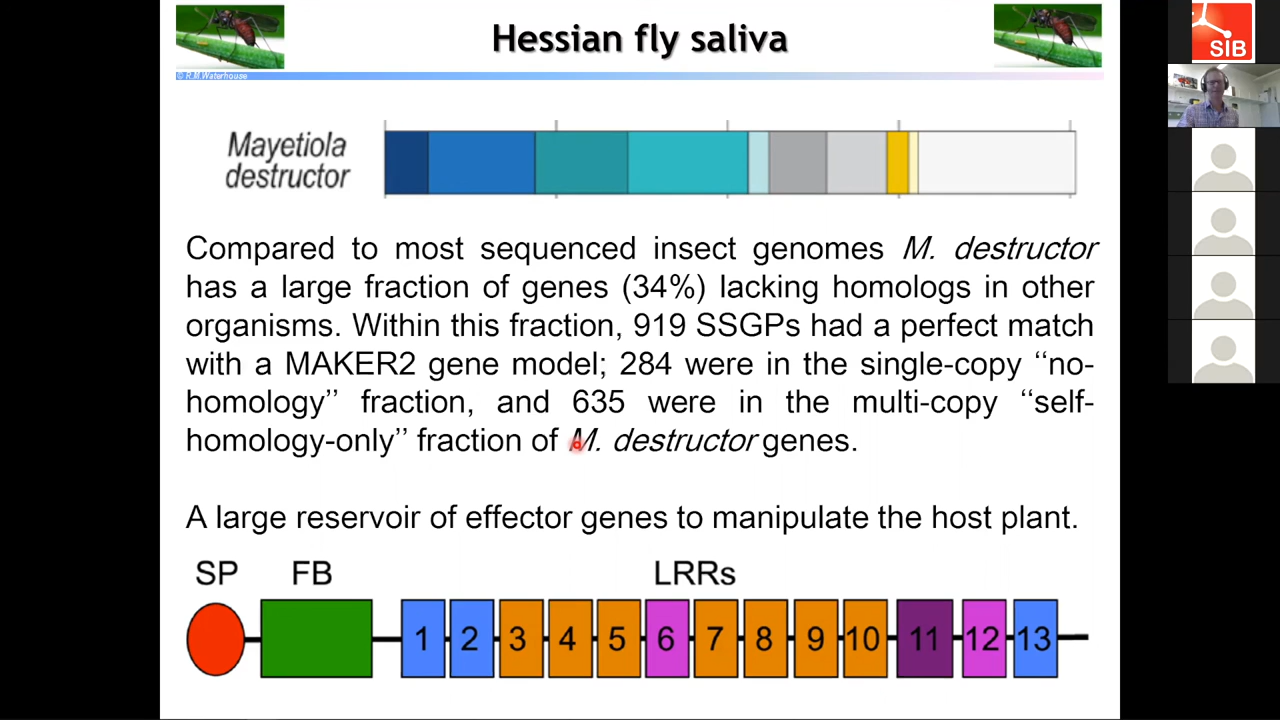 Hessian fly saliva
© R.M.Waterhouse
SIB
Mayetiola
destructor
Compared to most sequenced insect genomes M. destructor
has a large fraction of genes (34%) lacking homologs in other
organisms. Within this fraction, 919 SSGPs had a perfect match
with a MAKER2 gene model; 284 were in the single-copy ‘‘no-
homology’’ fraction, and 635 were in the multi-copy ‘‘self-
homology-only’’ fraction of M. destructor genes.
A large reservoir of effector genes to manipulate the host plant.
SP FB LRRs
1 2 3 4 5 6 7 8 9 10 11 12 13